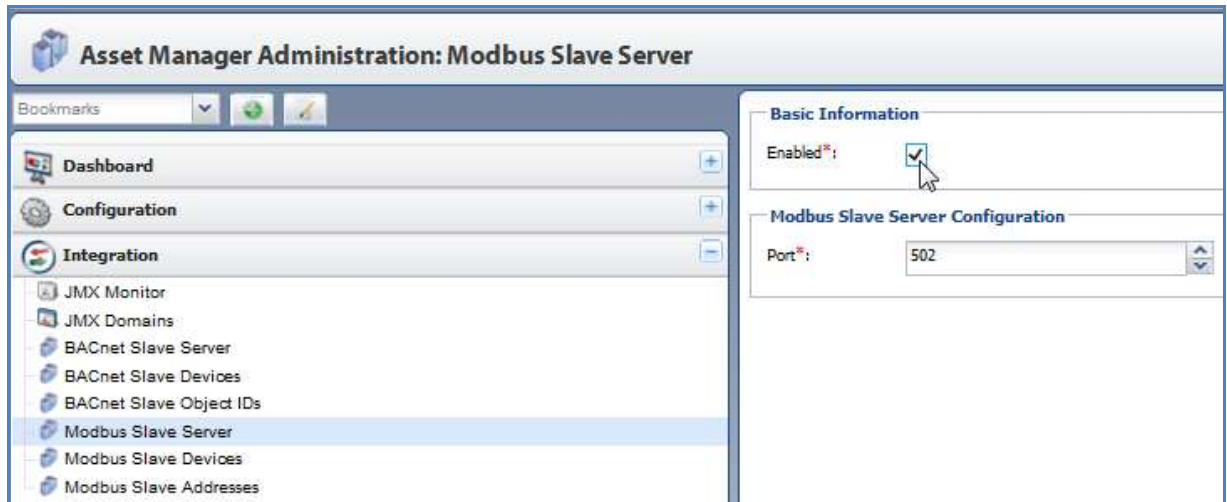 Asset Manager Administration: Modbus Slave Server
Bookmarks
Dashboard
Configuration
Integration
JMX Monitor
JMX Domains
BACnet Slave Server
BACnet Slave Devices
BACnet Slave Object IDs
Modbus Slave Server
Modbus Slave Devices
Modbus Slave Addresses
Basic Information
Enabled*:
Modbus Slave Server Configuration
Port*: 502